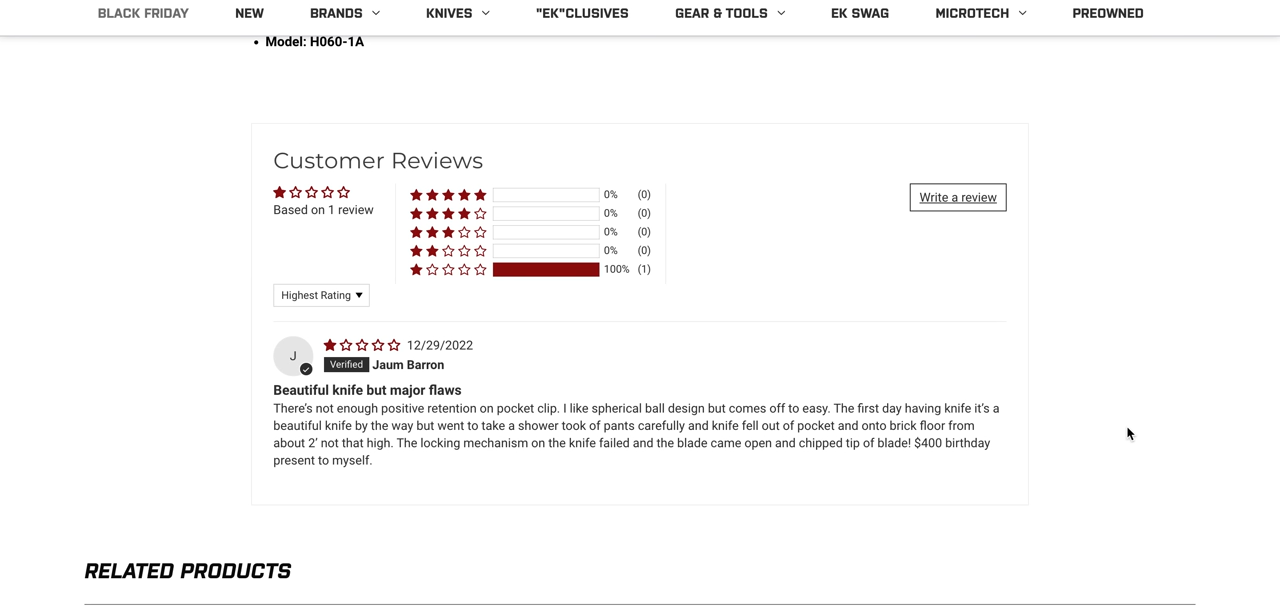 BLACK FRIDAY NEW BRANDS KNIVES "EK"CLUSIVES GEAR & TOOLS EK SWAG MICROTECH PREOWNED
• Model: H060-1A
Customer Reviews
Based on 1 review
0% (0)
0% (0)
0% (0)
0% (0)
100% (1)
Write a review
Highest Rating
J
12/29/2022
Verified Jaum Barron
Beautiful knife but major flaws
There’s not enough positive retention on pocket clip. I like spherical ball design but comes off to easy. The first day having knife it’s a
beautiful knife by the way but went to take a shower took of pants carefully and knife fell out of pocket and onto brick floor from
about 2’ not that high. The locking mechanism on the knife failed and the blade came open and chipped tip of blade! $400 birthday
present to myself.
RELATED PRODUCTS